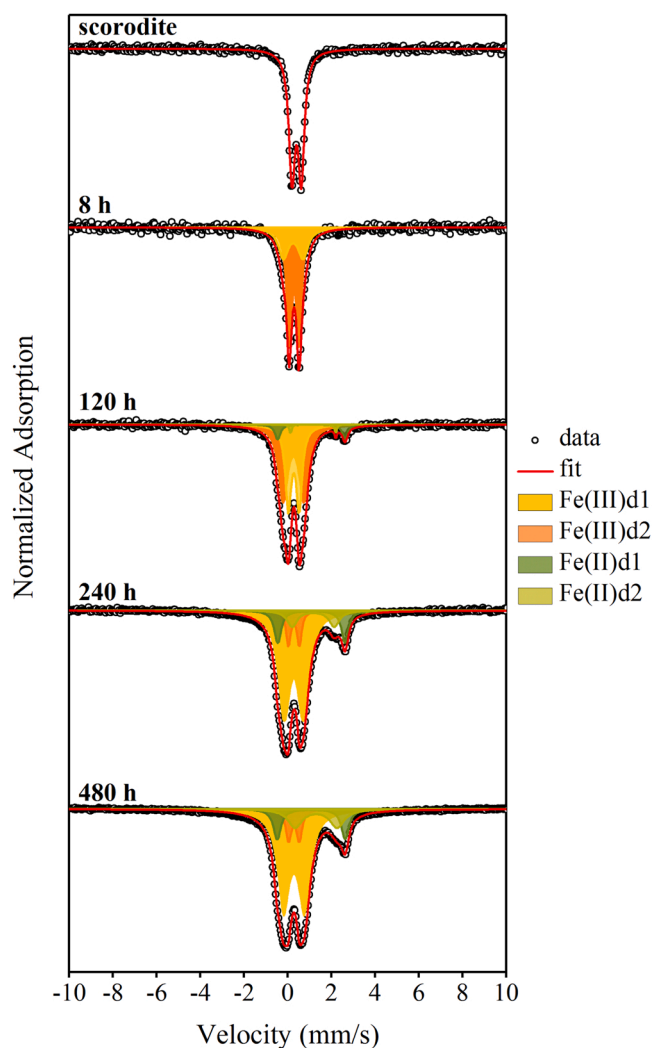 scorodite
8 h
120 h
240 h
480 h
Normalized Adsorption
data
fit
Fe(III)d1
Fe(III)d2
Fe(II)d1
Fe(II)d2
-10 -8 -6 -4 -2 0 2 4 6 8 10
Velocity (mm/s)